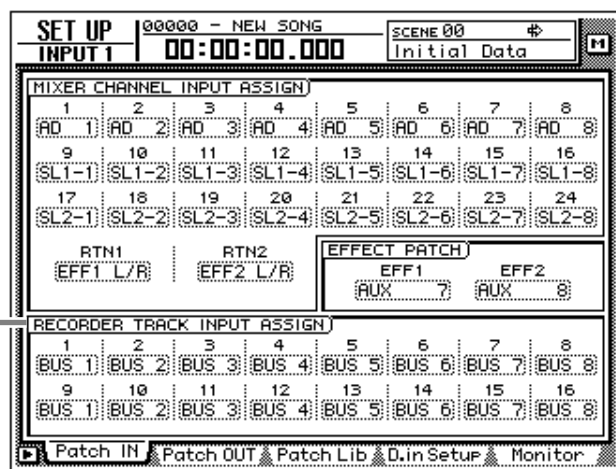 SET UP
INPUT 1
00000 - NEW SONG
00:00:00.000
SCENE 00
Initial Data
M
MIXER CHANNEL INPUT ASSIGN
1 2 3 4 5 6 7 8
AD 1 AD 2 AD 3 AD 4 AD 5 AD 6 AD 7 AD 8
9 10 11 12 13 14 15 16
SL1-1 SL1-2 SL1-3 SL1-4 SL1-5 SL1-6 SL1-7 SL1-8
17 18 19 20 21 22 23 24
SL2-1 SL2-2 SL2-3 SL2-4 SL2-5 SL2-6 SL2-7 SL2-8
RTN1 RTN2
EFF1 L/R EFF2 L/R
EFFECT PATCH
EFF1 EFF2
AUX 7 AUX 8
RECORDER TRACK INPUT ASSIGN
1 2 3 4 5 6 7 8
BUS 1 BUS 2 BUS 3 BUS 4 BUS 5 BUS 6 BUS 7 BUS 8
9 10 11 12 13 14 15 16
BUS 1 BUS 2 BUS 3 BUS 4 BUS 5 BUS 6 BUS 7 BUS 8
Patch IN Patch OUT Patch Lib D.in Setup Monitor